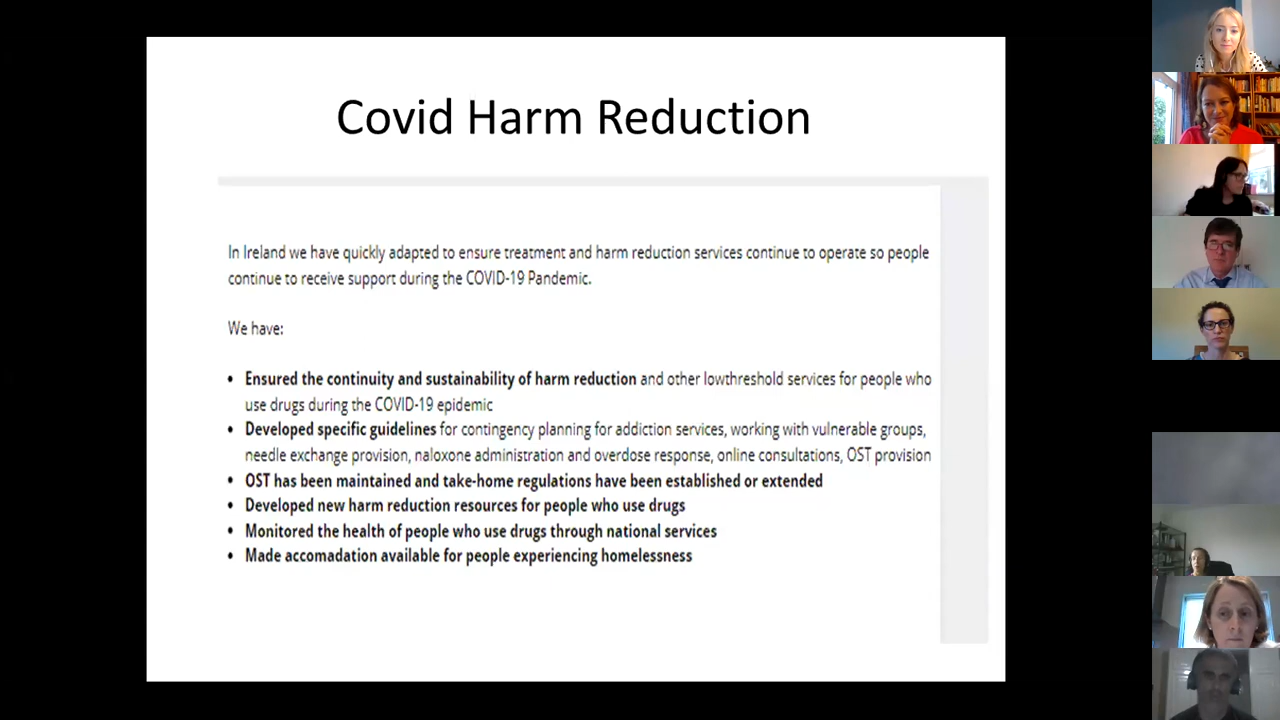 Covid Harm Reduction
In Ireland we have quickly adapted to ensure treatment and harm reduction services continue to operate so people
continue to receive support during the COVID-19 Pandemic.
We have:
• Ensured the continuity and sustainability of harm reduction and other lowthreshold services for people who
use drugs during the COVID-19 epidemic
• Developed specific guidelines for contingency planning for addiction services, working with vulnerable groups,
needle exchange provision, naloxone administration and overdose response, online consultations, OST provision
• OST has been maintained and take-home regulations have been established or extended
• Developed new harm reduction resources for people who use drugs
• Monitored the health of people who use drugs through national services
• Made accomadation available for people experiencing homelessness